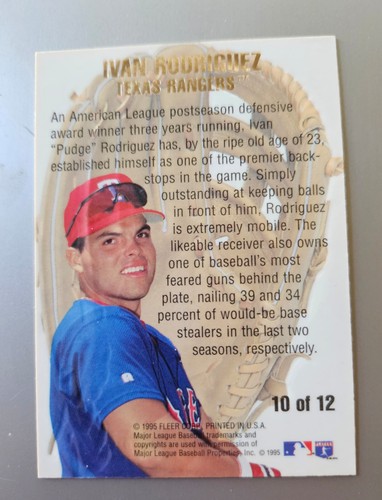 IVAN RODRIGUEZ
TEXAS RANGERS™
An American League postseason defensive
award winner three years running, Ivan
"Pudge" Rodriguez has, by the ripe old age of 23,
established himself as one of the premier back-
stops in the game. Simply
outstanding at keeping balls
in front of him, Rodriguez
is extremely mobile. The
likeable receiver also owns
one of baseball's most
feared guns behind the
plate, nailing 39 and 34
percent of would-be base
stealers in the last two
seasons, respectively.
10 of 12
© 1995 FLEER CORP., PRINTED IN U.S.A.
Major League Baseball trademarks and
copyrights are used with permission of
Major League Baseball Properties, Inc. © 1995